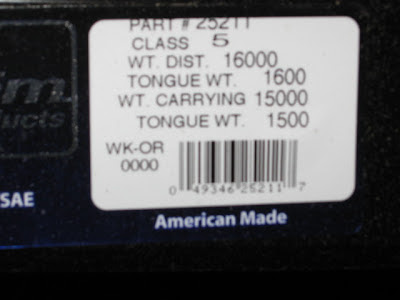 PART # 25211
CLASS 5
WT. DIST. 16000
TONGUE WT. 1600
WT. CARRYING 15000
TONGUE WT. 1500
WK-OR
0000
0 49346 25211 7
SAE
American Made